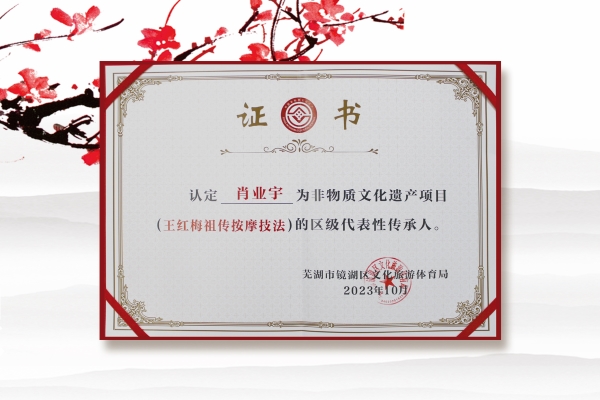 证 书
认定 肖业宇 为非物质文化遗产项目
(王红梅祖传按摩技法)的区级代表性传承人。
芜湖市镜湖区文化旅游体育局
2023年10月